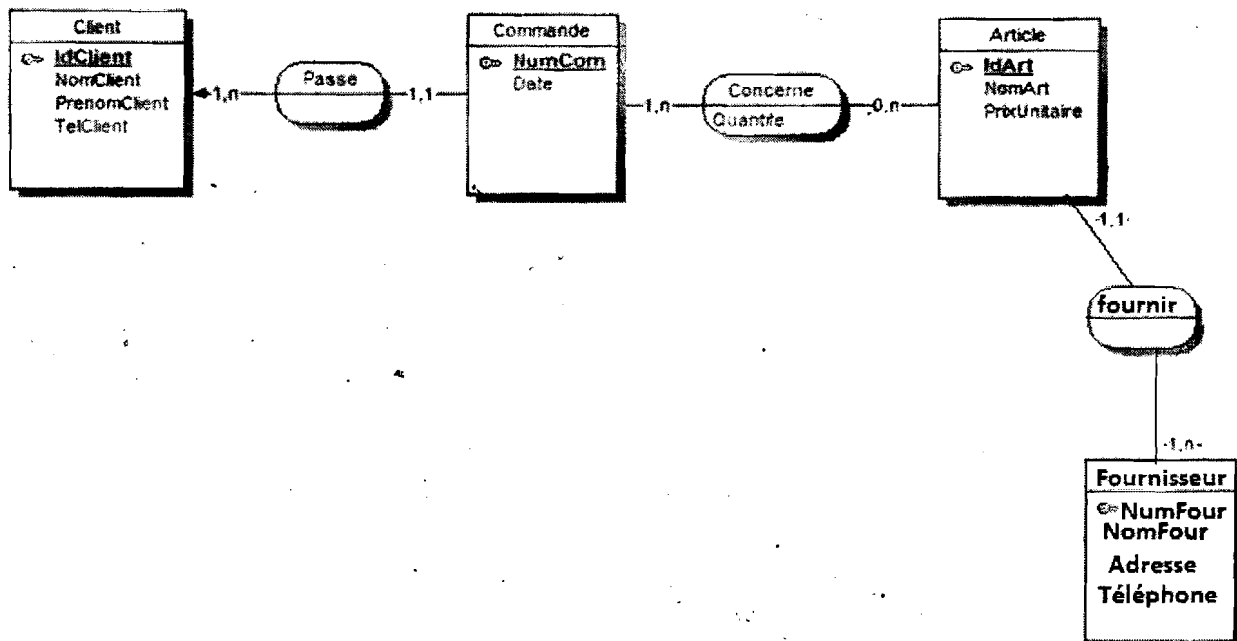 Client
IdClient
NomClient
PrenomClient
TelClient
1,n
Passe
1,1
Commande
NumCom
Date
1,n
Concerne
Quantite
0,n
Article
IdArt
NomArt
PrixUnitaire
1,1
fournir
1,n
Fournisseur
NumFour
NomFour
Adresse
Téléphone